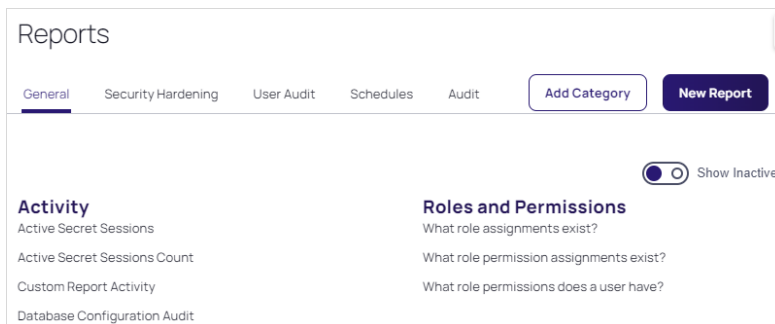 Reports
General Security Hardening User Audit Schedules Audit Add Category New Report
Show Inactive
Activity
Active Secret Sessions
Active Secret Sessions Count
Custom Report Activity
Database Configuration Audit
Roles and Permissions
What role assignments exist?
What role permission assignments exist?
What role permissions does a user have?